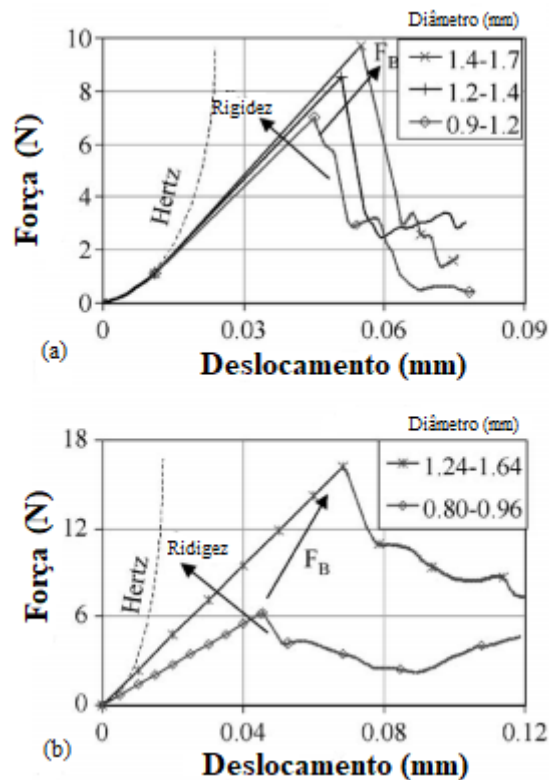 Diâmetro (mm)
1.4-1.7
1.2-1.4
0.9-1.2
10
8
6
4
2
0
Força (N)
Rigidez
F_B
Hertz
0
0.03
0.06
0.09
(a)
Deslocamento (mm)
Diâmetro (mm)
1.24-1.64
0.80-0.96
18
12
6
0
Força (N)
Ridigez
F_B
Hertz
0
0.04
0.08
0.12
(b)
Deslocamento (mm)